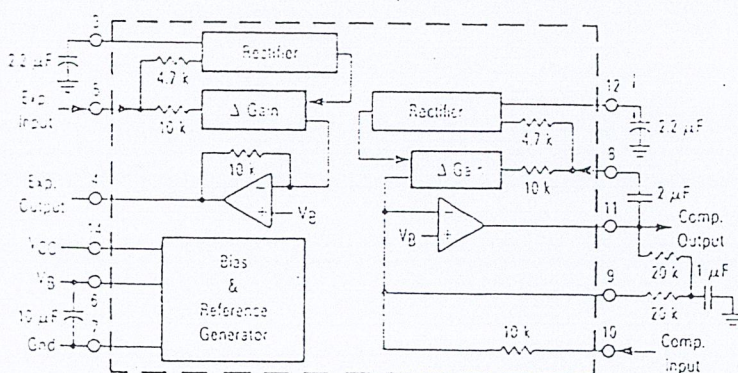 3
2.2 µF
Rectifier
4.7 k
5
Exp
Input
10 k
Δ Gain
10 k
4
Exp.
Output
-
+
VB
14
VCC
VB
6
10 µF
7
Gnd
Bias
&
Reference
Generator
12
Rectifier
2.2 µF
4.7 k
8
Δ Gain
10 k
2 µF
11
Comp.
Output
-
VB
+
20 k
1 µF
9
20 k
10 k
10
Comp.
Input